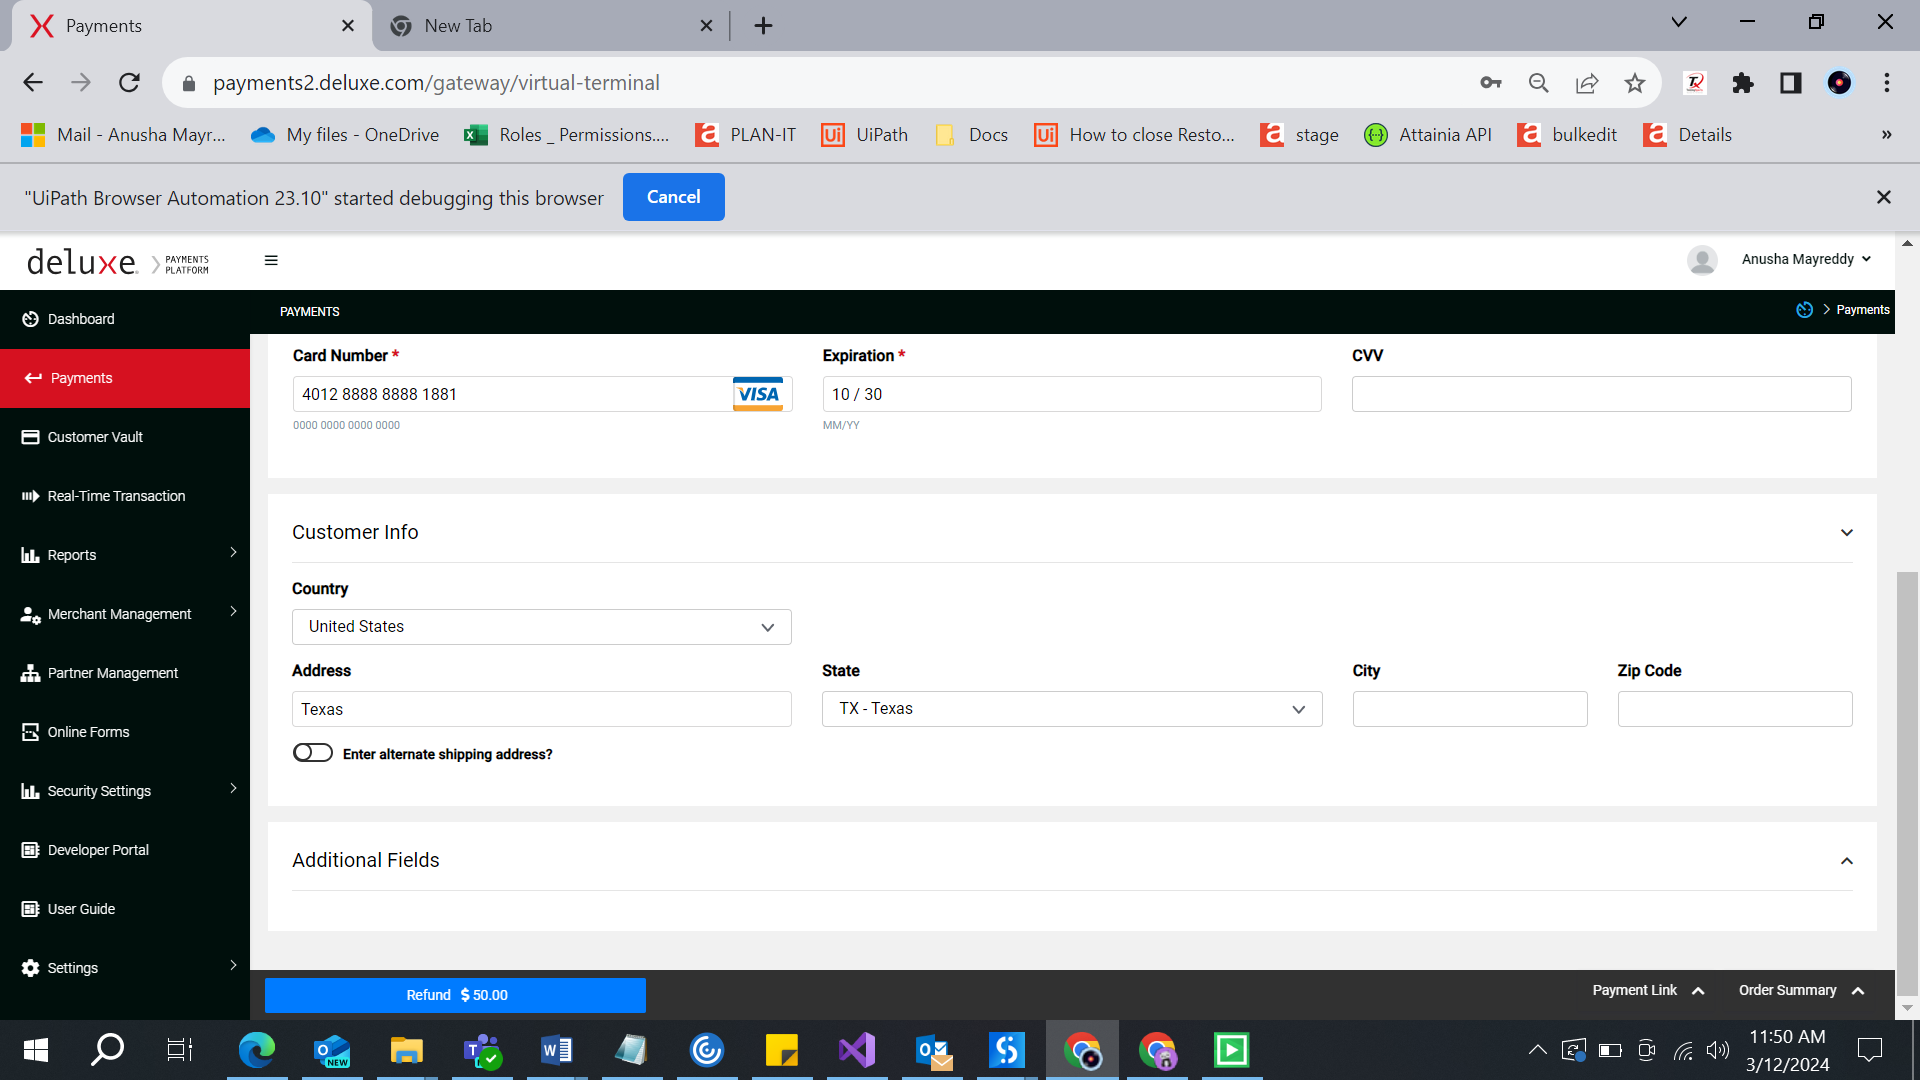 Payments
New Tab
payments2.deluxe.com/gateway/virtual-terminal
Mail - Anusha Mayr...
My files - OneDrive
Roles _ Permissions....
PLAN-IT
UiPath
Docs
How to close Resto...
stage
Attainia API
bulkedit
Details
»
"UiPath Browser Automation 23.10" started debugging this browser
Cancel
deluxe.
PAYMENTS
PLATFORM
Anusha Mayreddy
Dashboard
Payments
Customer Vault
Real-Time Transaction
Reports
Merchant Management
Partner Management
Online Forms
Security Settings
Developer Portal
User Guide
Settings
PAYMENTS
Payments
Card Number *
4012 8888 8888 1881
VISA
0000 0000 0000 0000
Expiration *
10 / 30
MM/YY
CVV
Customer Info
Country
United States
Address
Texas
State
TX - Texas
City
Zip Code
Enter alternate shipping address?
Additional Fields
Refund $ 50.00
Payment Link
Order Summary
NEW
11:50 AM
3/12/2024